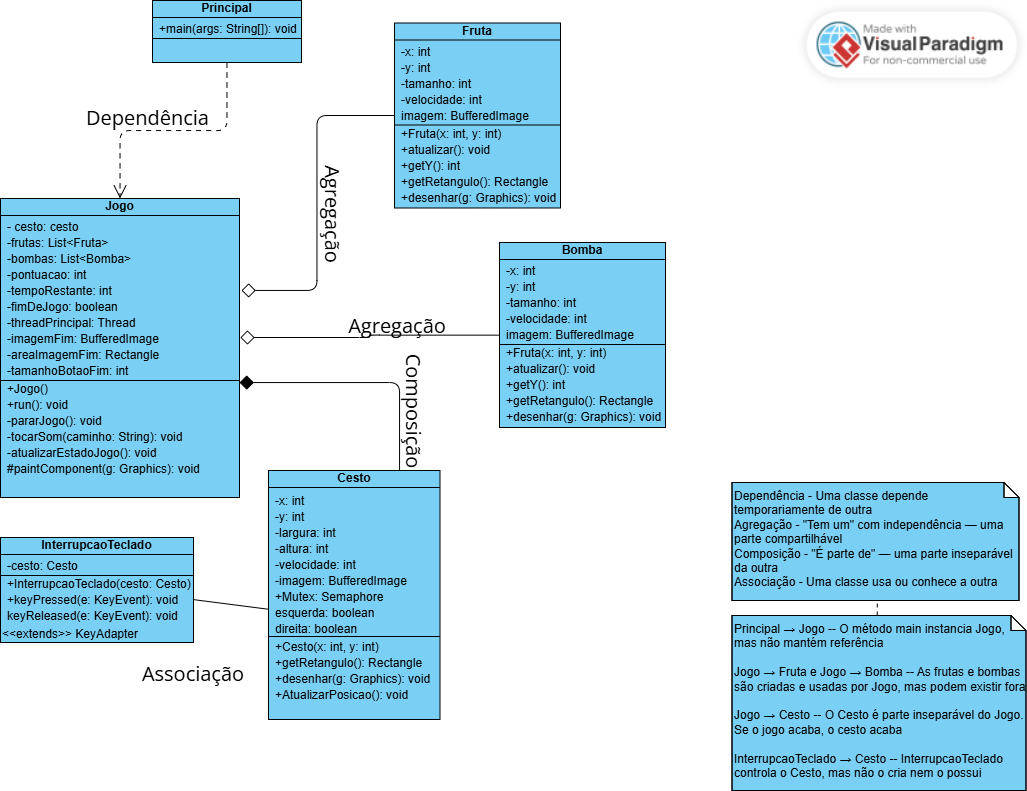 Principal
+main(args: String[]): void
Made with
VisualParadigm
For non-commercial use
Dependência
Fruta
-x: int
-y: int
-tamanho: int
-velocidade: int
imagem: BufferedImage
+Fruta(x: int, y: int)
+atualizar(): void
+getY(): int
+getRetangulo(): Rectangle
+desenhar(g: Graphics): void
Agregação
Jogo
- cesto: cesto
-frutas: List<Fruta>
-bombas: List<Bomba>
-pontuacao: int
-tempoRestante: int
-fimDeJogo: boolean
-threadPrincipal: Thread
-imagemFim: BufferedImage
-areaImagemFim: Rectangle
-tamanhoBotaoFim: int
+Jogo()
+run(): void
-pararJogo(): void
-tocarSom(caminho: String): void
-atualizarEstadoJogo(): void
#paintComponent(g: Graphics): void
Bomba
-x: int
-y: int
-tamanho: int
-velocidade: int
imagem: BufferedImage
+Fruta(x: int, y: int)
+atualizar(): void
+getY(): int
+getRetangulo(): Rectangle
+desenhar(g: Graphics): void
Agregação
Composição
Cesto
-x: int
-y: int
-largura: int
-altura: int
-velocidade: int
-imagem: BufferedImage
+Mutex: Semaphore
esquerda: boolean
direita: boolean
+Cesto(x: int, y: int)
+getRetangulo(): Rectangle
+desenhar(g: Graphics): void
+AtualizarPosicao(): void
InterrupcaoTeclado
-cesto: Cesto
+InterrupcaoTeclado(cesto: Cesto)
+keyPressed(e: KeyEvent): void
keyReleased(e: KeyEvent): void
<<extends>> KeyAdapter
Associação
Dependência - Uma classe depende
temporariamente de outra
Agregação - "Tem um" com independência — uma
parte compartilhável
Composição - "É parte de" — uma parte inseparável
da outra
Associação - Uma classe usa ou conhece a outra
Principal → Jogo -- O método main instancia Jogo,
mas não mantém referência
Jogo → Fruta e Jogo → Bomba -- As frutas e bombas
são criadas e usadas por Jogo, mas podem existir fora
Jogo → Cesto -- O Cesto é parte inseparável do Jogo.
Se o jogo acaba, o cesto acaba
InterrupcaoTeclado → Cesto -- InterrupcaoTeclado
controla o Cesto, mas não o cria nem o possui